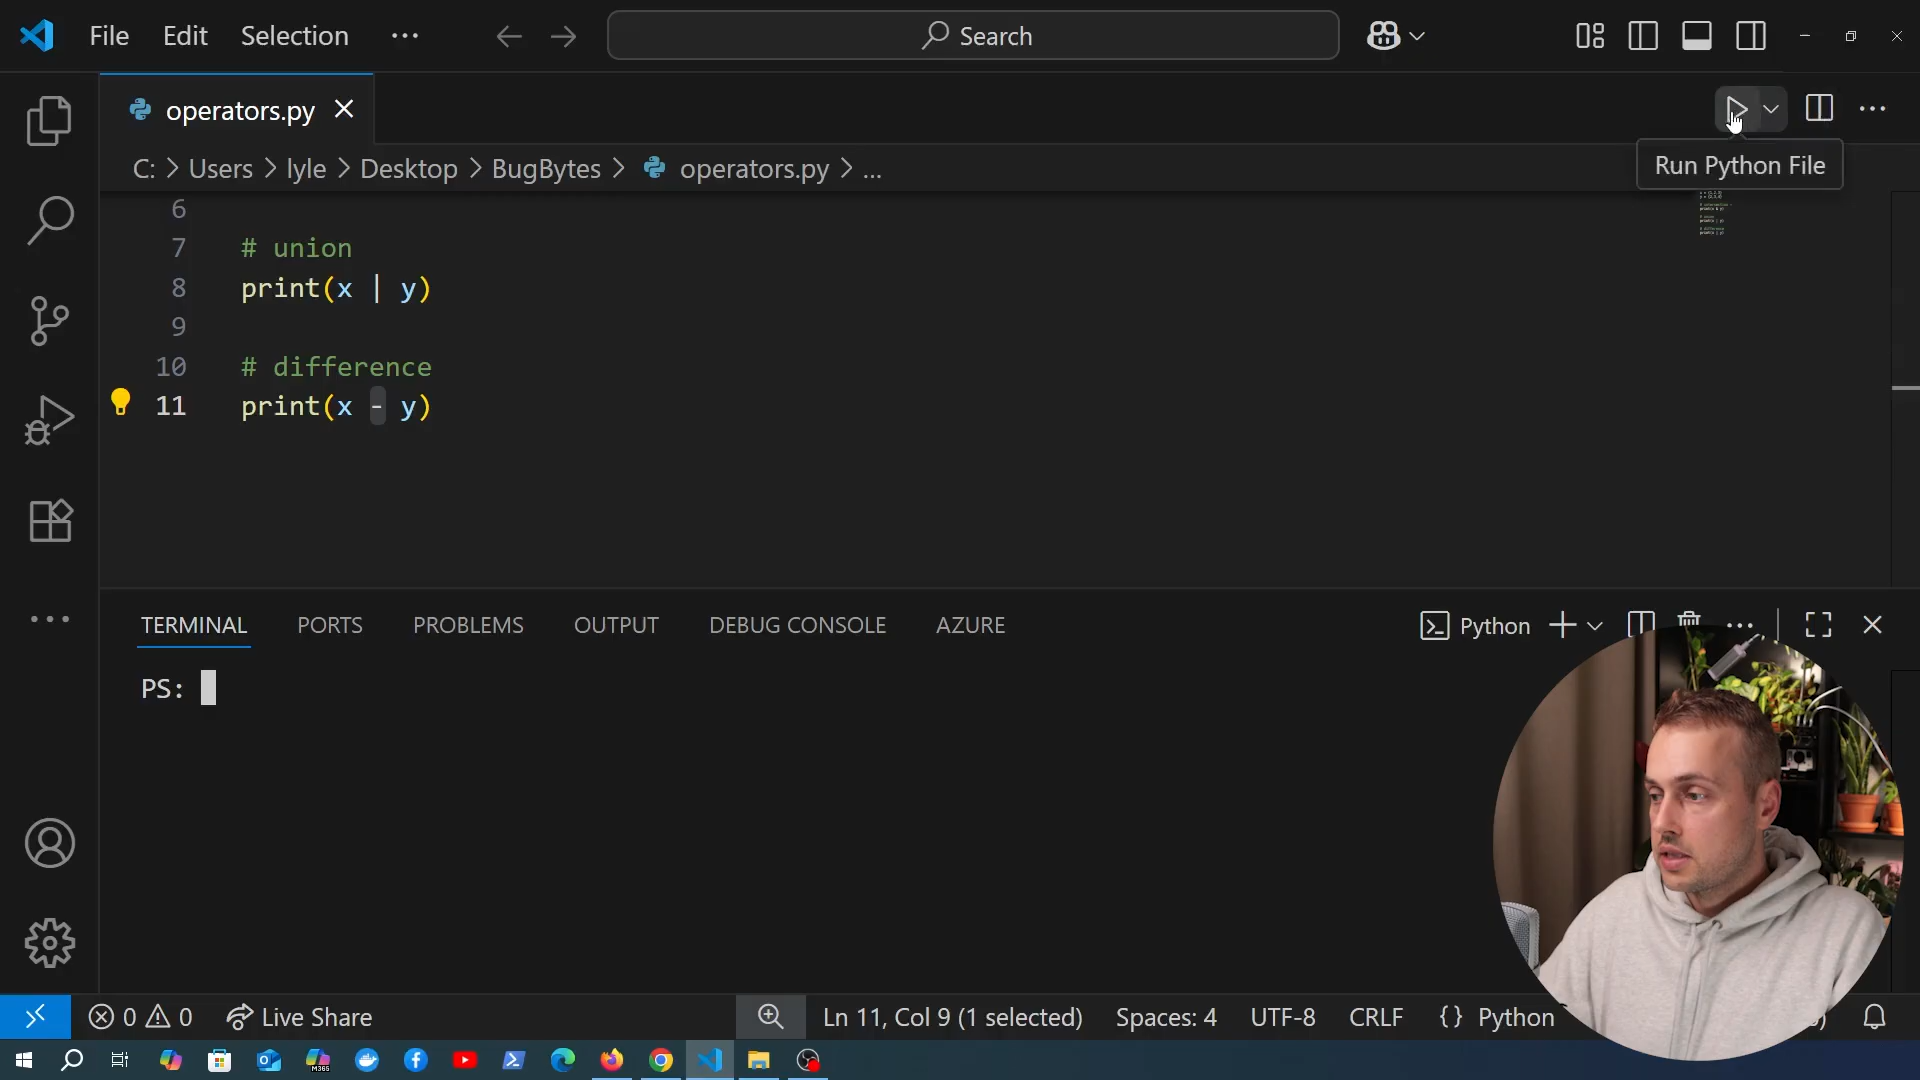 File Edit Selection ··· Search
operators.py
C: > Users > lyle > Desktop > BugBytes > operators.py > ...
Run Python File
6
7 # union
8 print(x | y)
9
10 # difference
11 print(x - y)
TERMINAL PORTS PROBLEMS OUTPUT DEBUG CONSOLE AZURE Python
PS:
0 0 Live Share Ln 11, Col 9 (1 selected) Spaces: 4 UTF-8 CRLF {} Python
M365